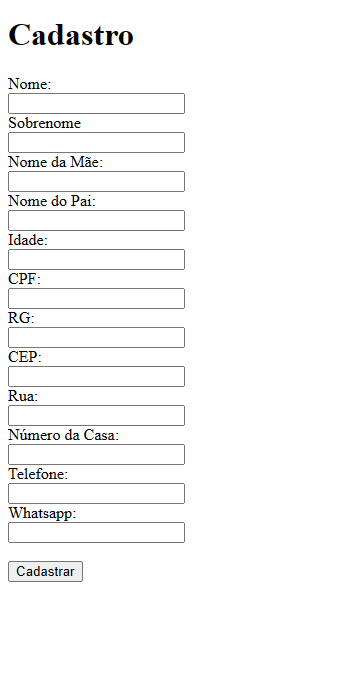 Cadastro
Nome:
Sobrenome
Nome da Mãe:
Nome do Pai:
Idade:
CPF:
RG:
CEP:
Rua:
Número da Casa:
Telefone:
Whatsapp:
Cadastrar